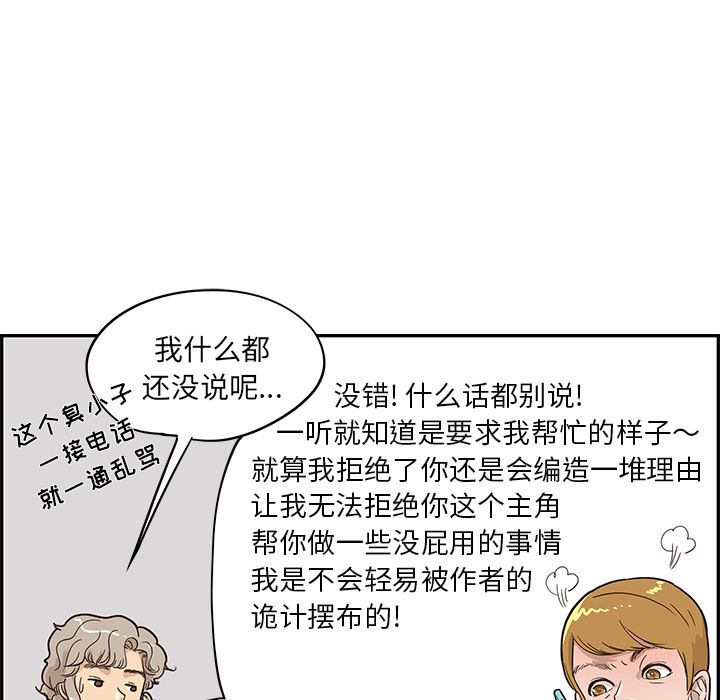 我什么都
还没说呢...
这个臭小子
一接电话
就一通乱骂
没错! 什么话都别说!
一听就知道是要求我帮忙的样子～
就算我拒绝了你还是会编造一堆理由
让我无法拒绝你这个主角
帮你做一些没屁用的事情
我是不会轻易被作者的
诡计摆布的!